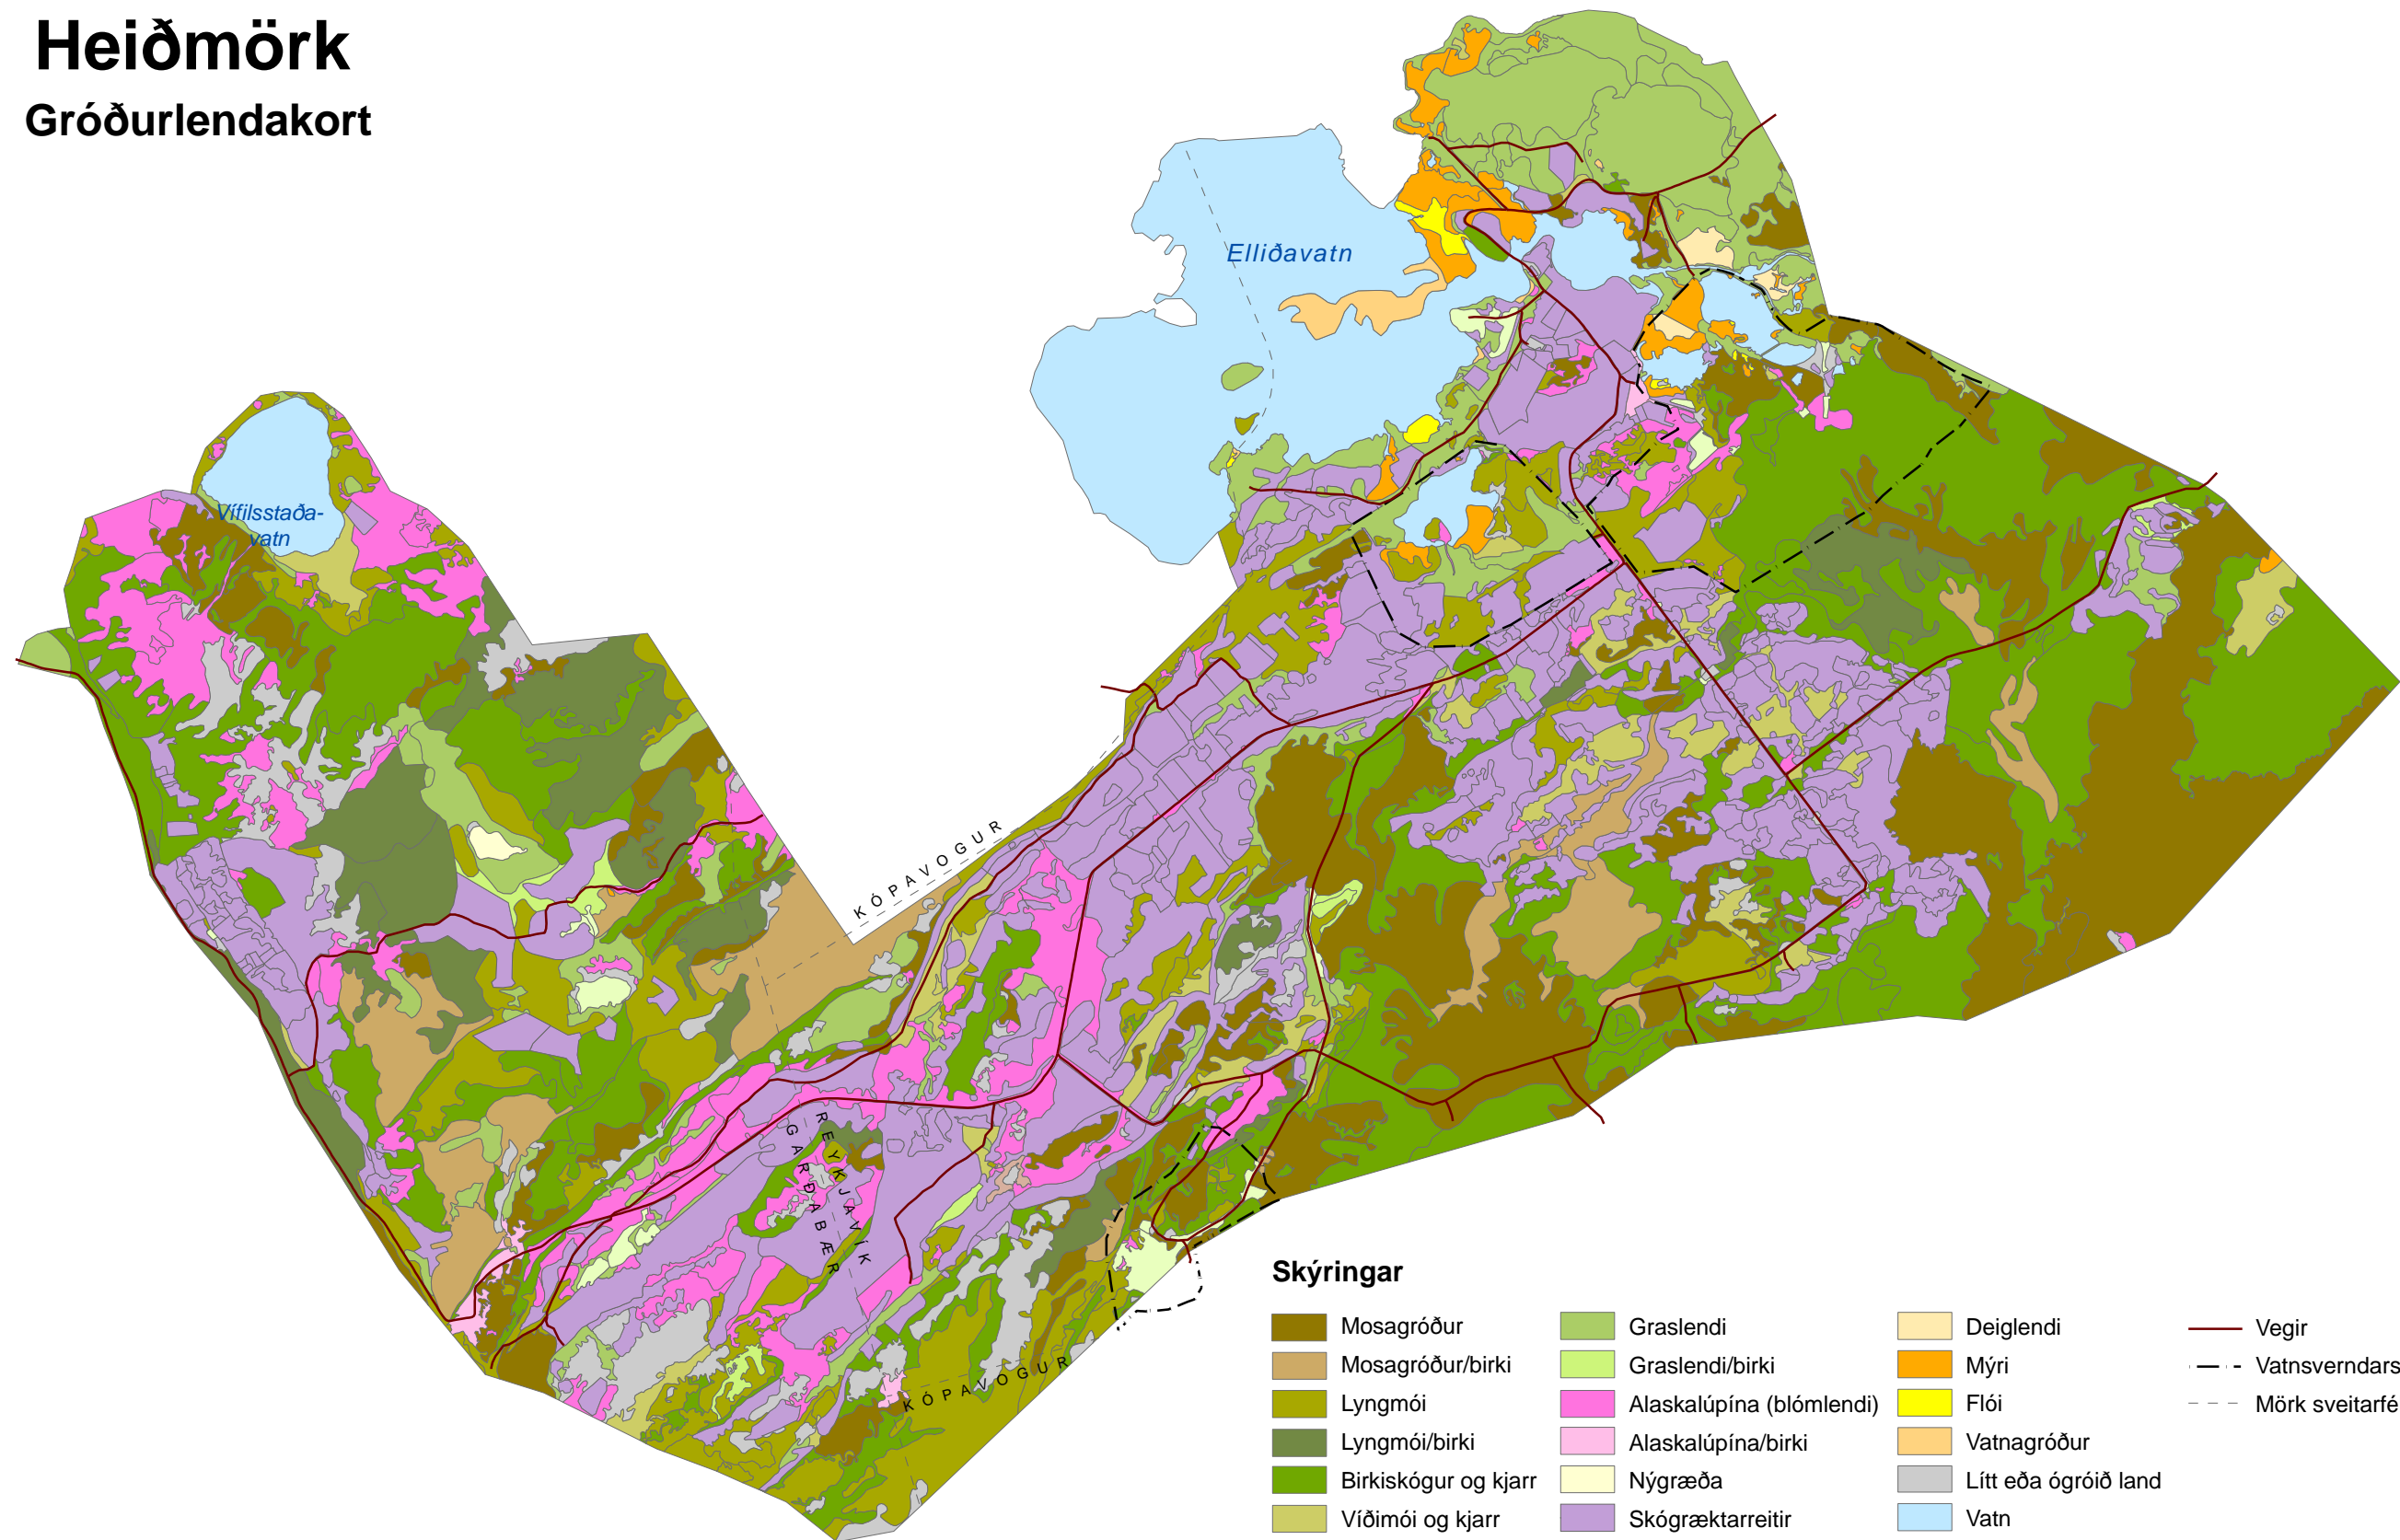 Heiðmörk
Gróðurlendakort
Elliðavatn
Vífilsstaða-
vatn
KÓPAVOGUR
REYKJAVÍK
GARÐABÆR
KÓPAVOGUR
Skýringar
Mosagróður
Mosagróður/birki
Lyngmói
Lyngmói/birki
Birkiskógur og kjarr
Víðimói og kjarr
Graslendi
Graslendi/birki
Alaskalúpína (blómlendi)
Alaskalúpína/birki
Nýgræða
Skógræktarreitir
Deiglendi
Mýri
Flói
Vatnagróður
Lítt eða ógróið land
Vatn
Vegir
Vatnsverndars
Mörk sveitarfé